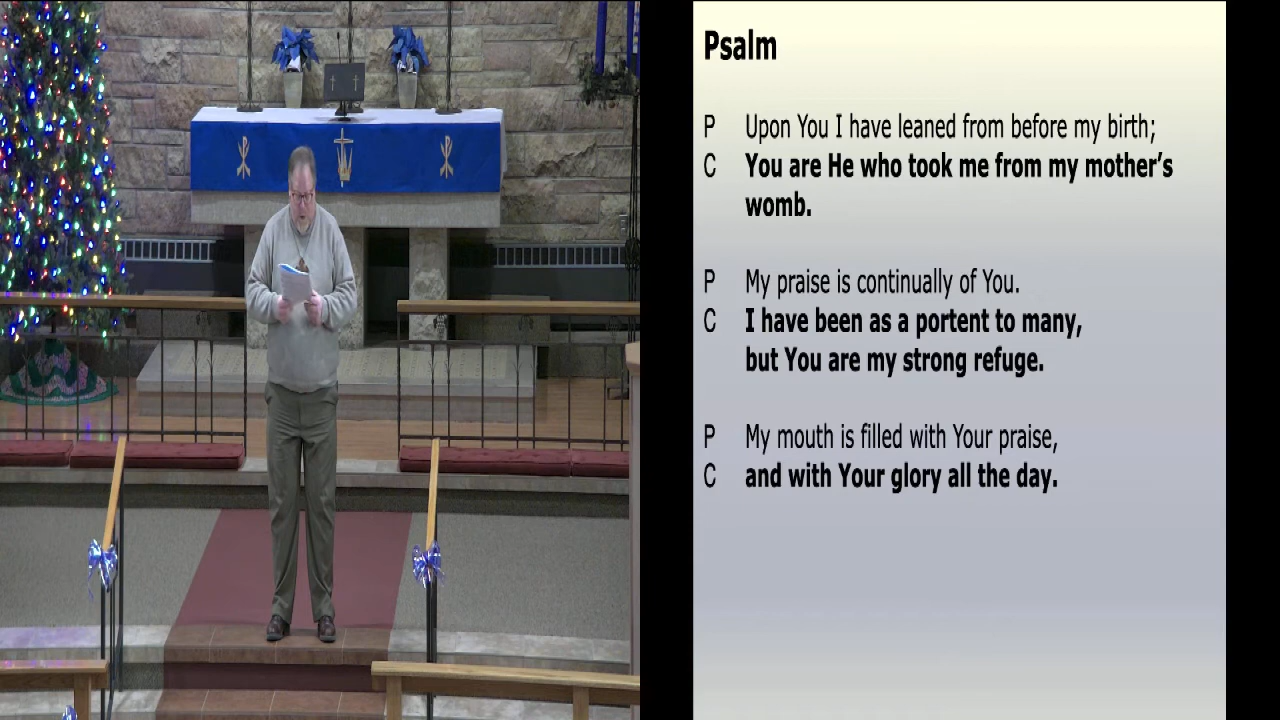 Psalm
P Upon You I have leaned from before my birth;
C You are He who took me from my mother's
womb.
P My praise is continually of You.
C I have been as a portent to many,
but You are my strong refuge.
P My mouth is filled with Your praise,
C and with Your glory all the day.